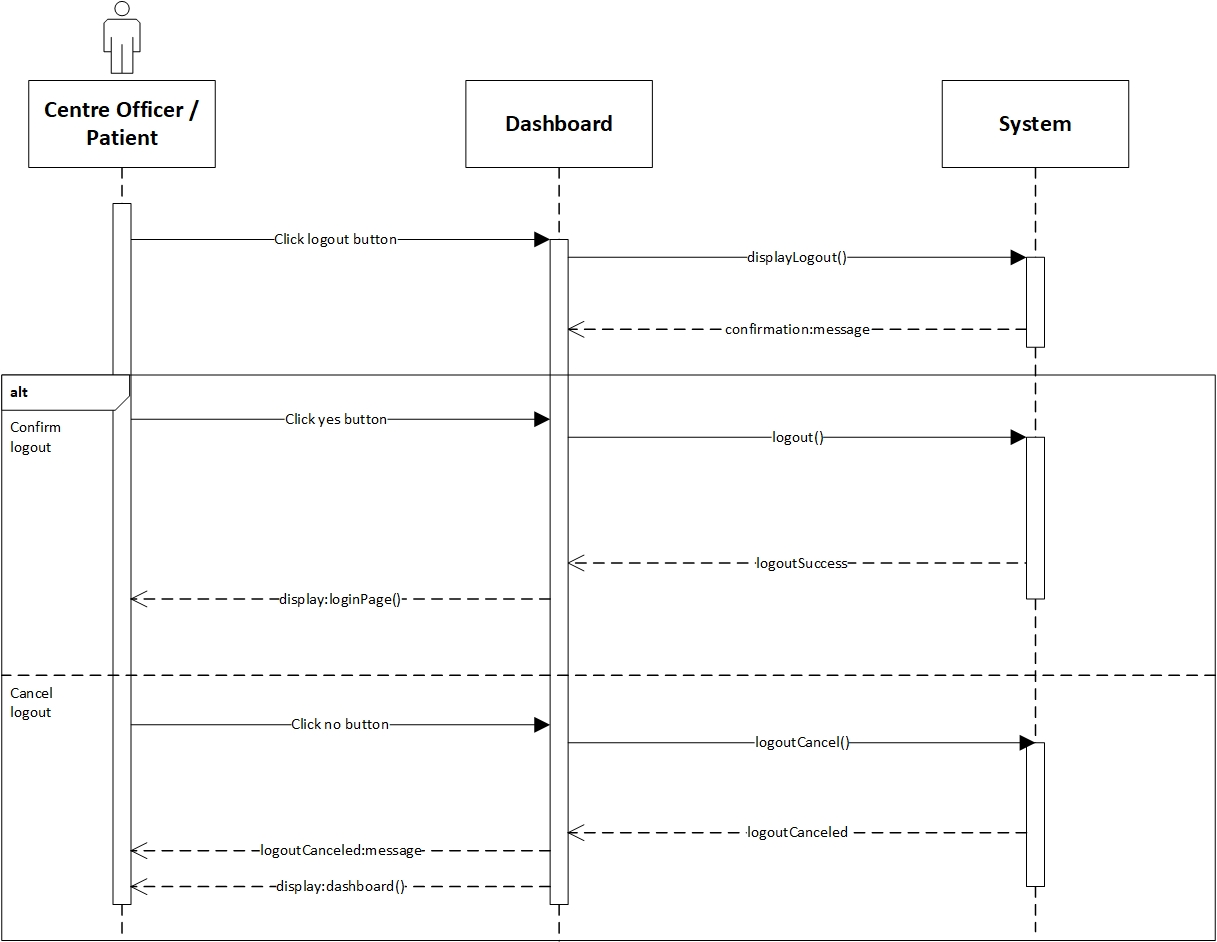 Centre Officer /
Patient
Dashboard
System
Click logout button
displayLogout()
confirmation:message
alt
Confirm
logout
Click yes button
logout()
logoutSuccess
display:loginPage()
Cancel
logout
Click no button
logoutCancel()
logoutCanceled
logoutCanceled:message
display:dashboard()